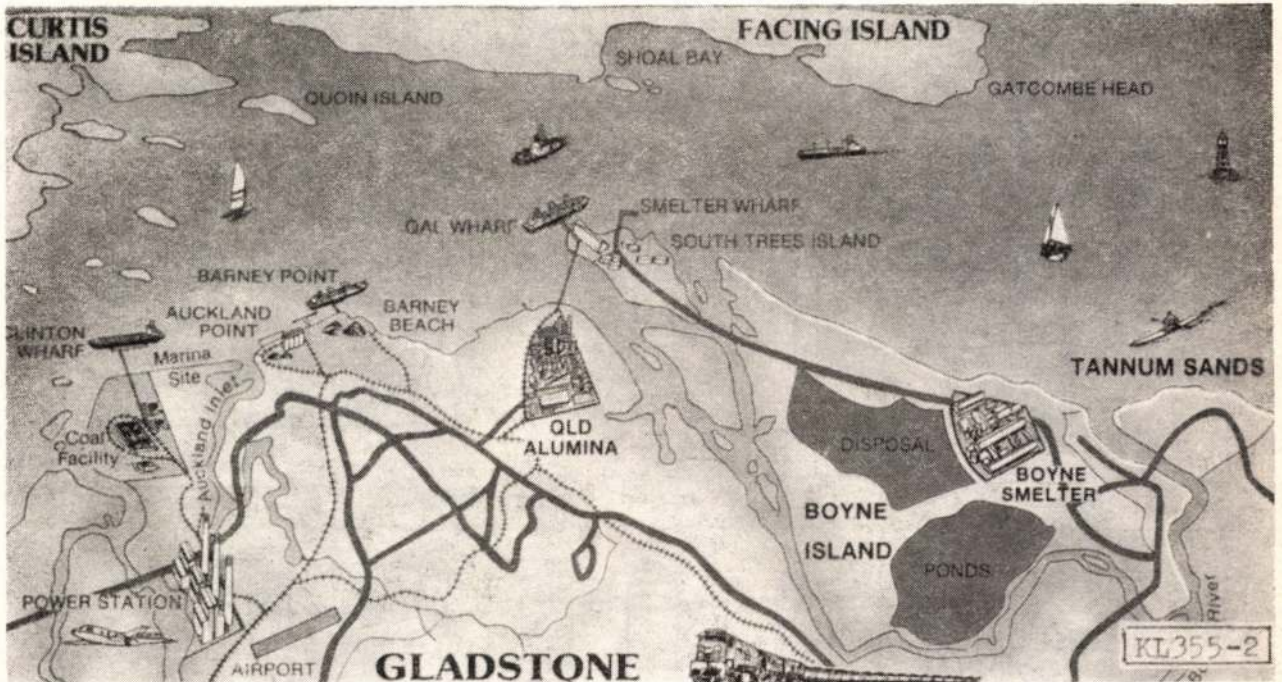 CURTIS
ISLAND
FACING ISLAND
SHOAL BAY
QUOIN ISLAND
GATCOMBE HEAD
QAL WHARF
SMELTER WHARF
SOUTH TREES ISLAND
BARNEY POINT
AUCKLAND
POINT
BARNEY
BEACH
CLINTON
WHARF
Marina
Site
Auckland Inlet
Coal
Facility
TANNUM SANDS
QLD
ALUMINA
DISPOSAL
BOYNE
SMELTER
BOYNE
ISLAND
PONDS
POWER STATION
AIRPORT
GLADSTONE
River
KL355-2